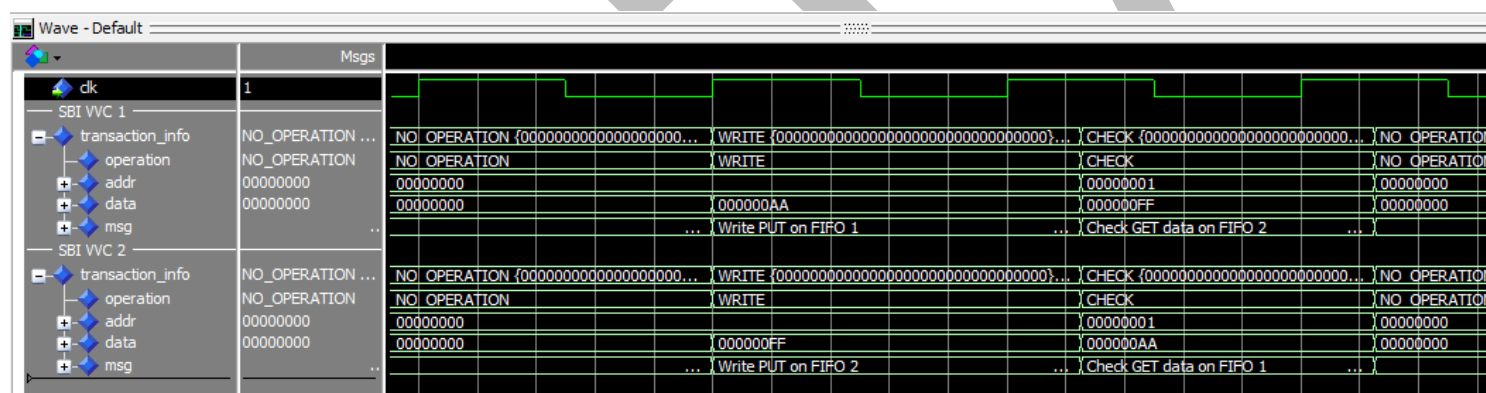 Wave - Default
Msgs
clk 1
SBI VVC 1
transaction_info NO_OPERATION ... NO_OPERATION {0000000000000000000... WRITE {00000000000000000000000000000000}... CHECK {000000000000000000000000... NO_OPERATION
operation NO_OPERATION NO_OPERATION WRITE CHECK NO_OPERATION
addr 00000000 00000000 00000001 00000000
data 00000000 00000000 000000AA 000000FF 00000000
msg .. ... Write PUT on FIFO 1 ... Check GET data on FIFO 2 ...
SBI VVC 2
transaction_info NO_OPERATION ... NO_OPERATION {0000000000000000000... WRITE {00000000000000000000000000000000}... CHECK {000000000000000000000000... NO_OPERATION
operation NO_OPERATION NO_OPERATION WRITE CHECK NO_OPERATION
addr 00000000 00000000 00000001 00000000
data 00000000 00000000 000000FF 000000AA 00000000
msg .. ... Write PUT on FIFO 2 ... Check GET data on FIFO 1 ...